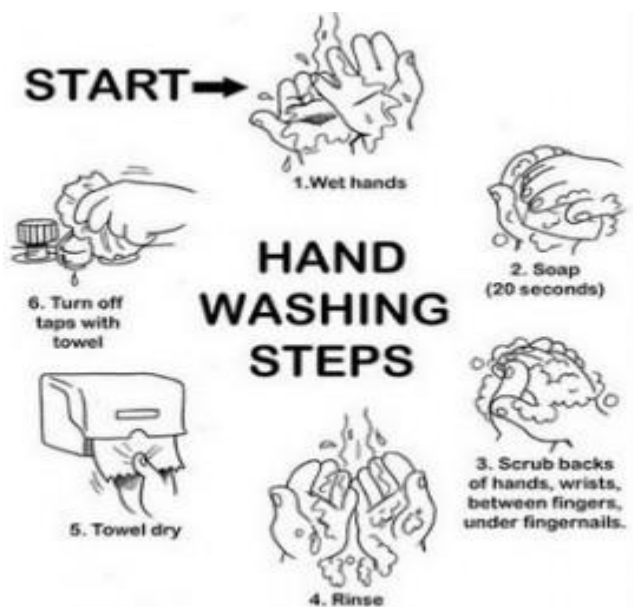 START
1.Wet hands
2. Soap
(20 seconds)
3. Scrub backs
of hands, wrists,
between fingers,
under fingernails.
4. Rinse
5. Towel dry
6. Turn off
taps with
towel
HAND
WASHING
STEPS